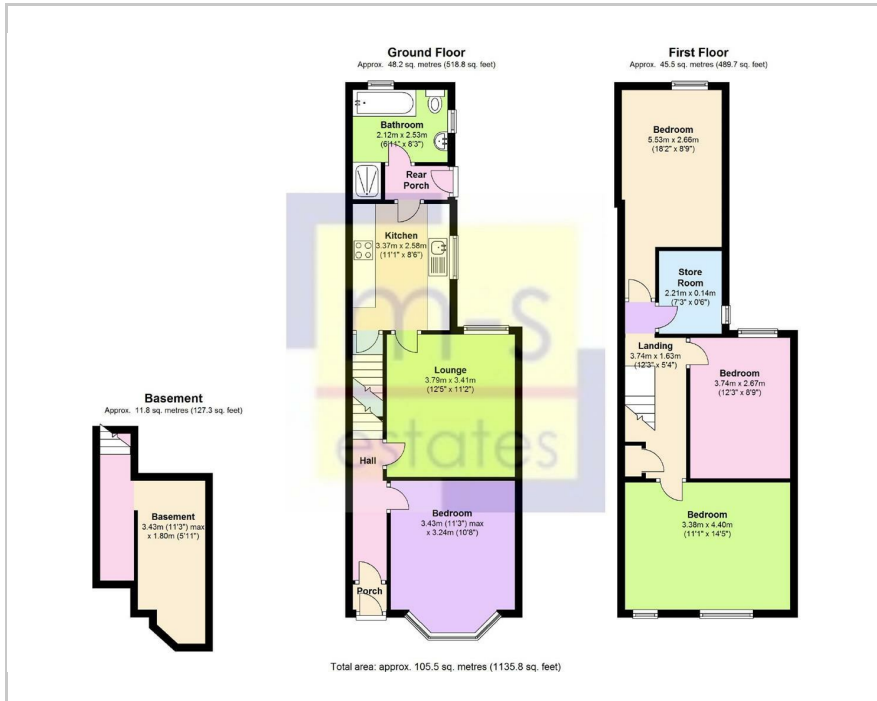 Ground Floor
Approx. 48.2 sq. metres (518.8 sq. feet)
Bathroom
2.12m x 2.53m
(6'11" x 8'3")
Rear
Porch
Kitchen
3.37m x 2.58m
(11'1" x 8'6")
Lounge
3.79m x 3.41m
(12'5" x 11'2")
Hall
Bedroom
3.43m (11'3") max
x 3.24m (10'8")
Porch
First Floor
Approx. 45.5 sq. metres (489.7 sq. feet)
Bedroom
5.53m x 2.66m
(18'2" x 8'9")
Store
Room
2.21m x 0.14m
(7'3" x 0'6")
Landing
3.74m x 1.63m
(12'3" x 5'4")
Bedroom
3.74m x 2.67m
(12'3" x 8'9")
Bedroom
3.38m x 4.40m
(11'1" x 14'5")
Basement
Approx. 11.8 sq. metres (127.3 sq. feet)
Basement
3.43m (11'3") max
x 1.80m (5'11")
m-s
estates
Total area: approx. 105.5 sq. metres (1135.8 sq. feet)